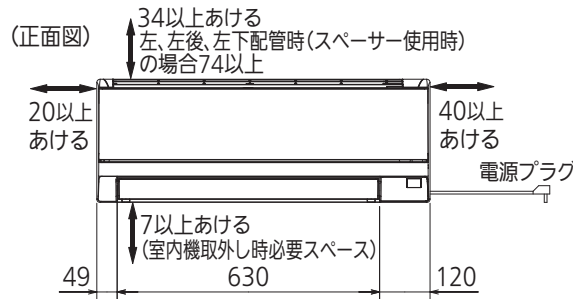 (正面図)
34以上あける
左、左後、左下配管時(スペーサー使用時)
の場合74以上
20以上
あける
40以上
あける
電源プラグ
7以上あける
(室内機取外し時必要スペース)
49
630
120